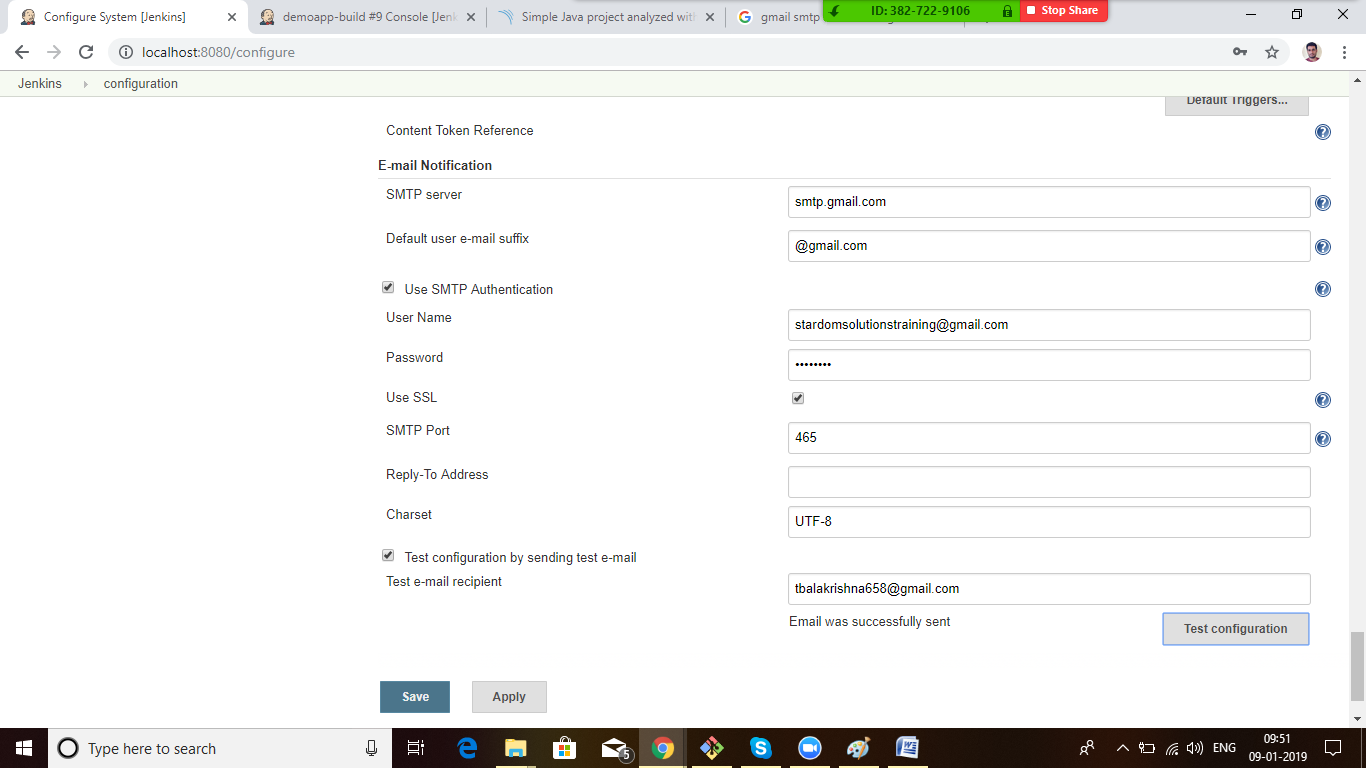 Configure System [Jenkins]
demoapp-build #9 Console [Jen
Simple Java project analyzed wit
gmail smtp
ID: 382-722-9106
Stop Share
localhost:8080/configure
Jenkins
configuration
Default Triggers...
Content Token Reference
E-mail Notification
SMTP server
smtp.gmail.com
Default user e-mail suffix
@gmail.com
Use SMTP Authentication
User Name
stardomsolutionstraining@gmail.com
Password
••••••••
Use SSL
SMTP Port
465
Reply-To Address
Charset
UTF-8
Test configuration by sending test e-mail
Test e-mail recipient
tbalakrishna658@gmail.com
Email was successfully sent
Test configuration
Save
Apply
Type here to search
5
ENG
09:51
09-01-2019